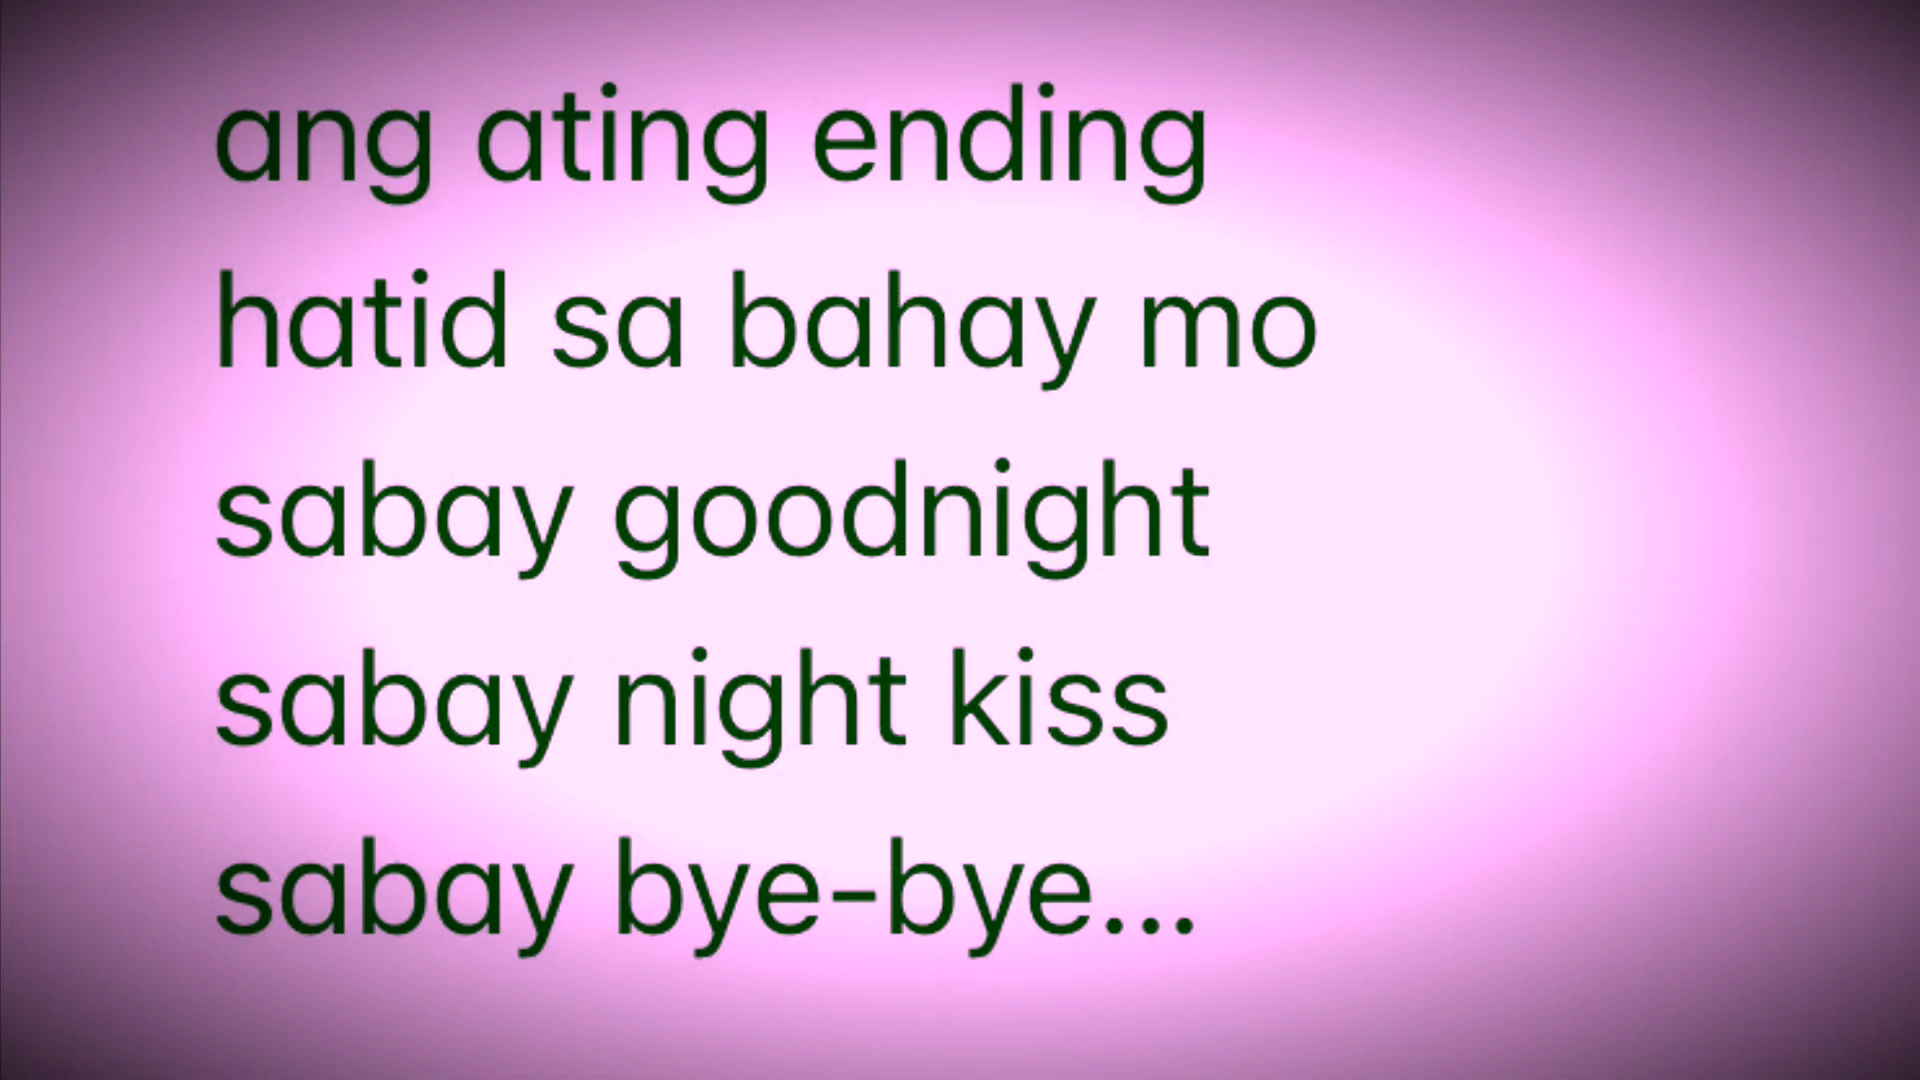 ang ating ending
hatid sa bahay mo
sabay goodnight
sabay night kiss
sabay bye-bye...